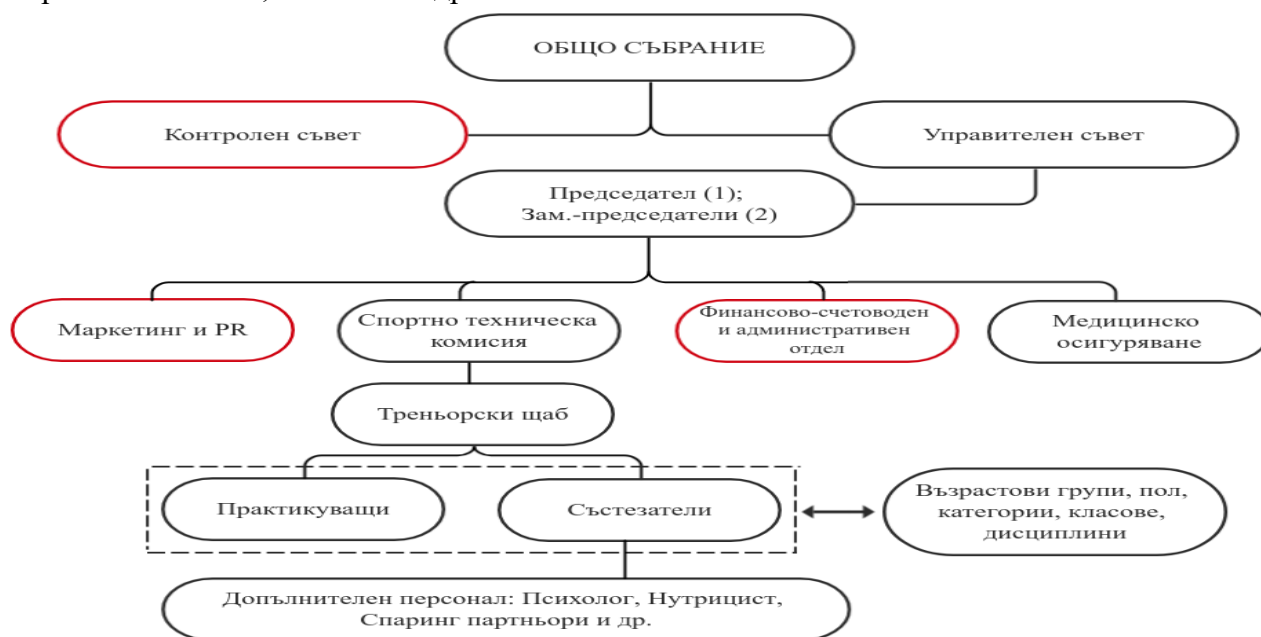 ОБЩО СЪБРАНИЕ
Контролен съвет
Управителен съвет
Председател (1);
Зам.-председатели (2)
Маркетинг и PR
Спортно техническа
комисия
Финансово-счетоводен
и административен
отдел
Медицинско
осигуряване
Треньорски щаб
Практикуващи
Състезатели
Възрастови групи, пол,
категории, класове,
дисциплини
Допълнителен персонал: Психолог, Нутрицист,
Спаринг партньори и др.